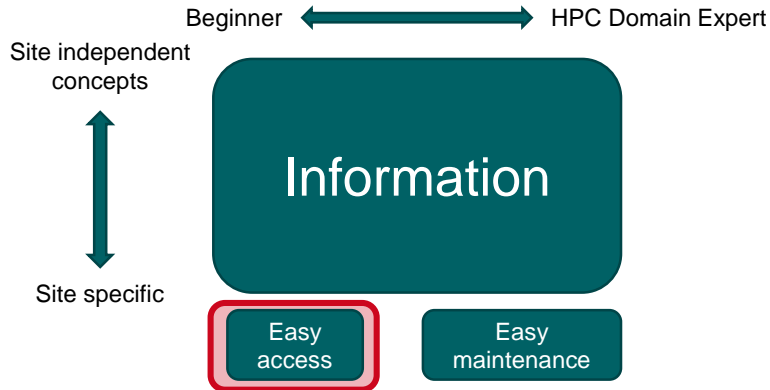 Beginner
HPC Domain Expert
Site independent
concepts
Information
Site specific
Easy
access
Easy
maintenance